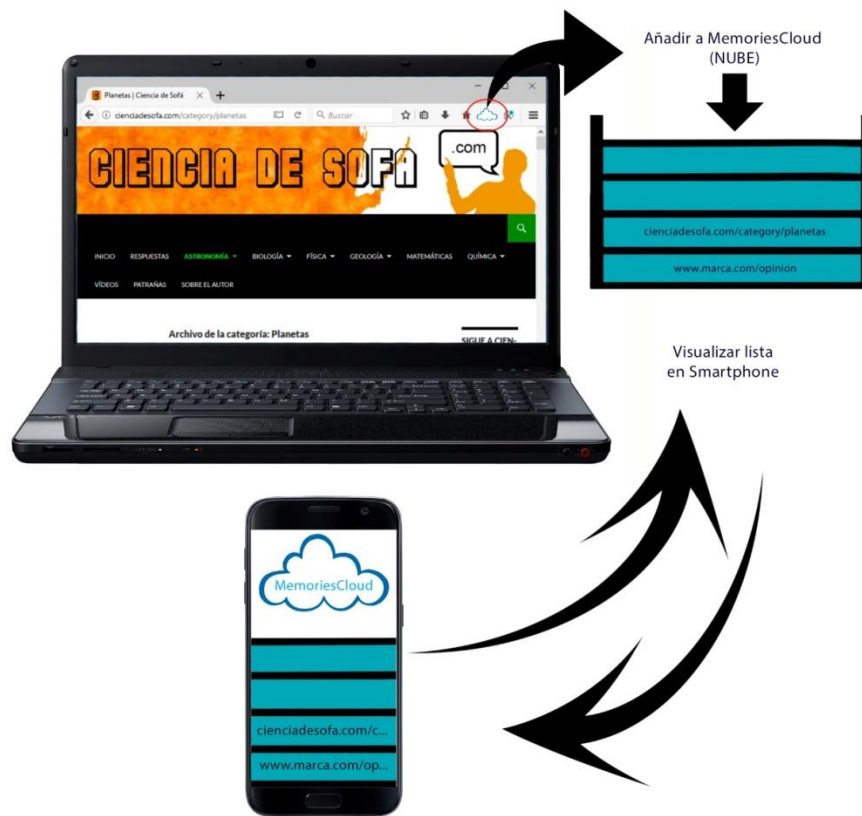 Añadir a MemoriesCloud
(NUBE)
Planetas | Ciencia de Sofá
cienciadesofa.com/category/planetas
Buscar
CIENCIA DE SOFA
.com
INICIO RESPUESTAS ASTRONOMÍA BIOLOGÍA FÍSICA GEOLOGÍA MATEMÁTICAS QUÍMICA
VÍDEOS PATRAÑAS SOBRE EL AUTOR
Archivo de la categoría: Planetas
SIGUE A CIEN-
cienciadesofa.com/category/planetas
www.marca.com/opinion
Visualizar lista
en Smartphone
MemoriesCloud
cienciadesofa.com/c...
www.marca.com/op...